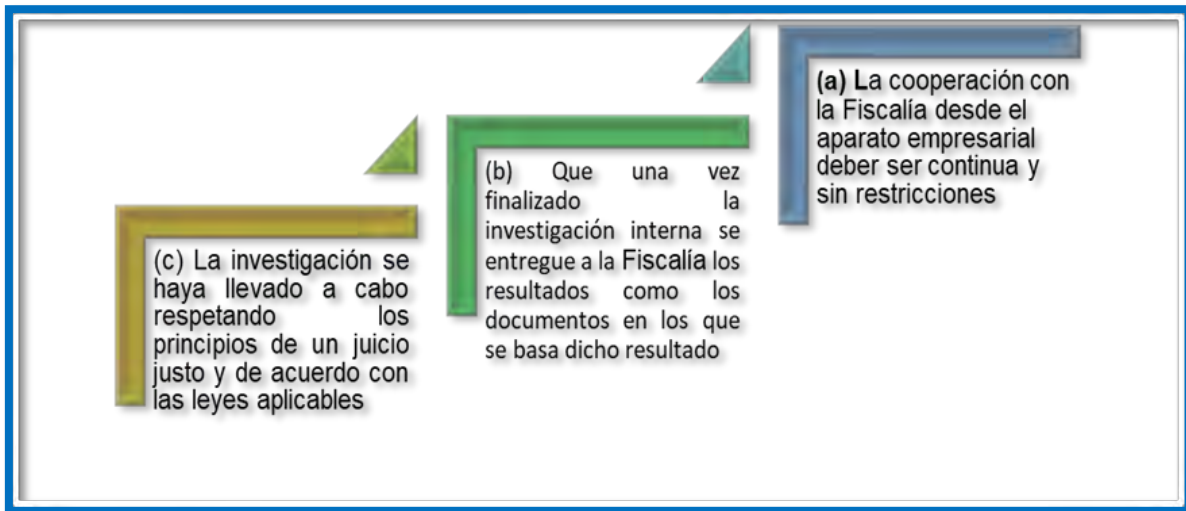 (a) La cooperación con
la Fiscalía desde el
aparato empresarial
deber ser continua y
sin restricciones
(b) Que una vez
finalizado la
investigación interna se
entregue a la Fiscalía los
resultados como los
documentos en los que
se basa dicho resultado
(c) La investigación se
haya llevado a cabo
respetando los
principios de un juicio
justo y de acuerdo con
las leyes aplicables